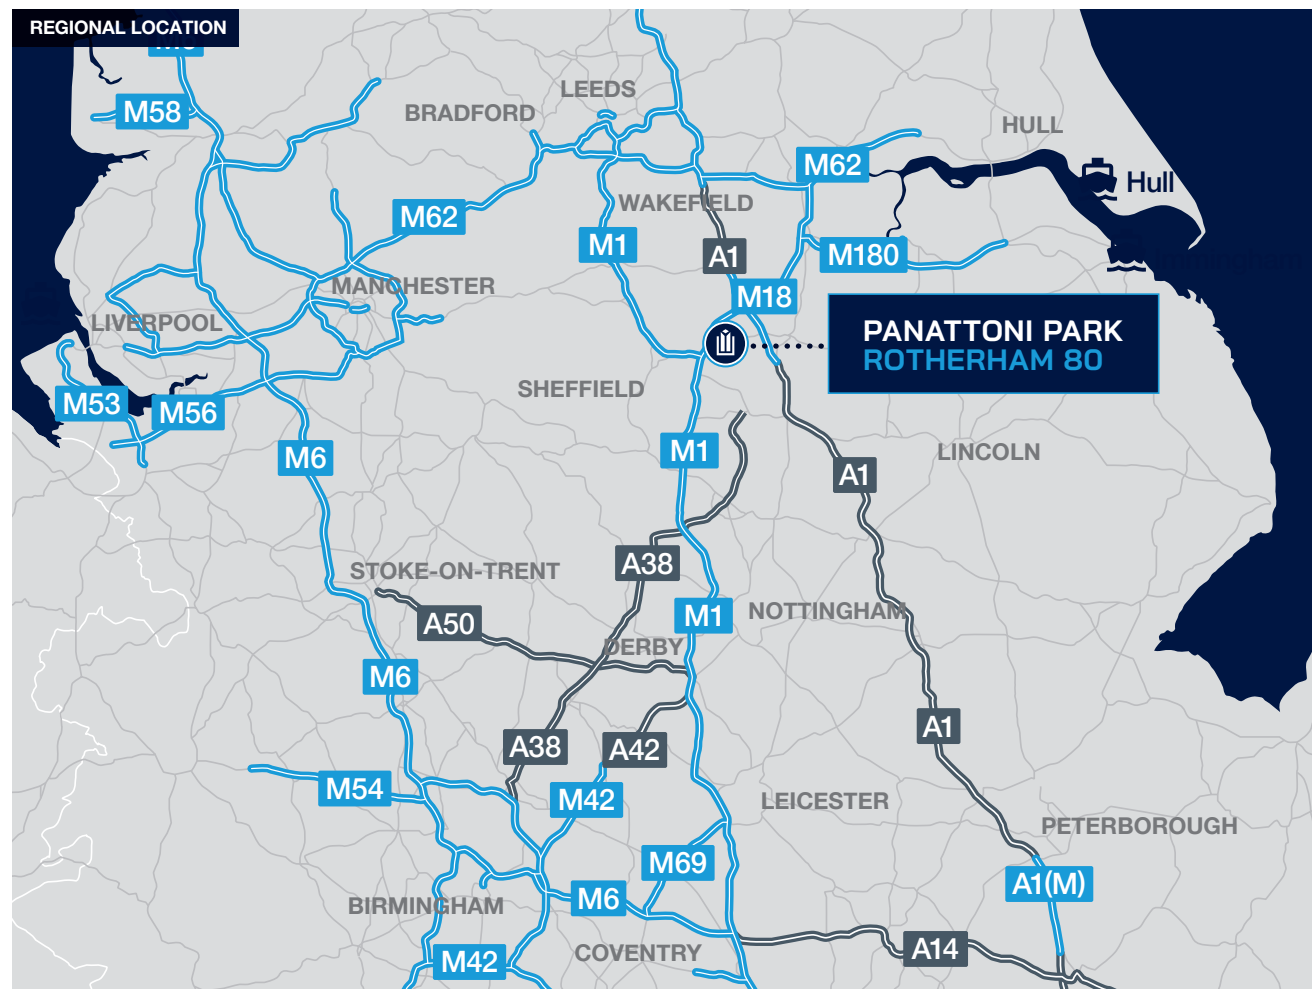 REGIONAL LOCATION
M58
LEEDS
BRADFORD
HULL
M62
Hull
WAKEFIELD
M62
M1
A1
M180
Immingham
MANCHESTER
M18
LIVERPOOL
PANATTONI PARK
ROTHERHAM 80
SHEFFIELD
M53
M56
M6
M1
LINCOLN
A1
A38
STOKE-ON-TRENT
A50
M1
NOTTINGHAM
DERBY
M6
A1
A38
A42
M54
M42
LEICESTER
PETERBOROUGH
M69
A1(M)
M6
BIRMINGHAM
COVENTRY
A14
M42